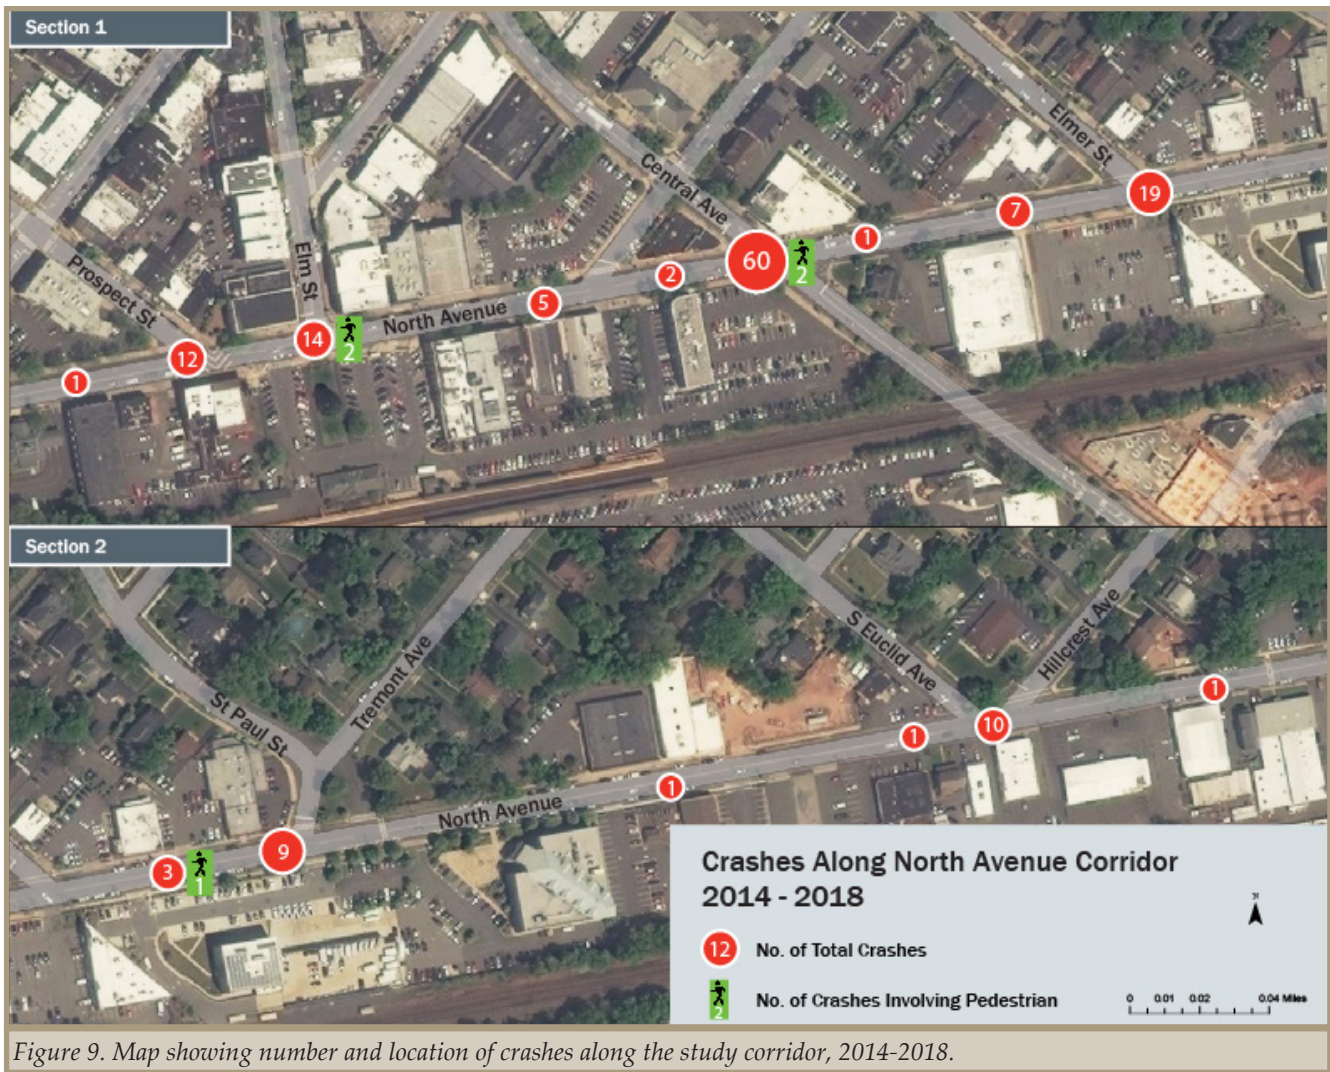 Section 1
Elmer St
Central Ave
Prospect St
Elm St
North Avenue
19
7
1
60
2
2
5
14
2
12
1
Section 2
S Euclid Ave
Hillcrest Ave
Tremont Ave
St Paul St
North Avenue
1
10
1
1
9
3
1
Crashes Along North Avenue Corridor
2014 - 2018
N
12 No. of Total Crashes
2 No. of Crashes Involving Pedestrian
0 0.01 0.02 0.04 Miles
Figure 9. Map showing number and location of crashes along the study corridor, 2014-2018.